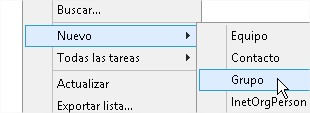 Buscar...
Nuevo
Todas las tareas
Actualizar
Exportar lista...
Equipo
Contacto
Grupo
InetOrgPerson